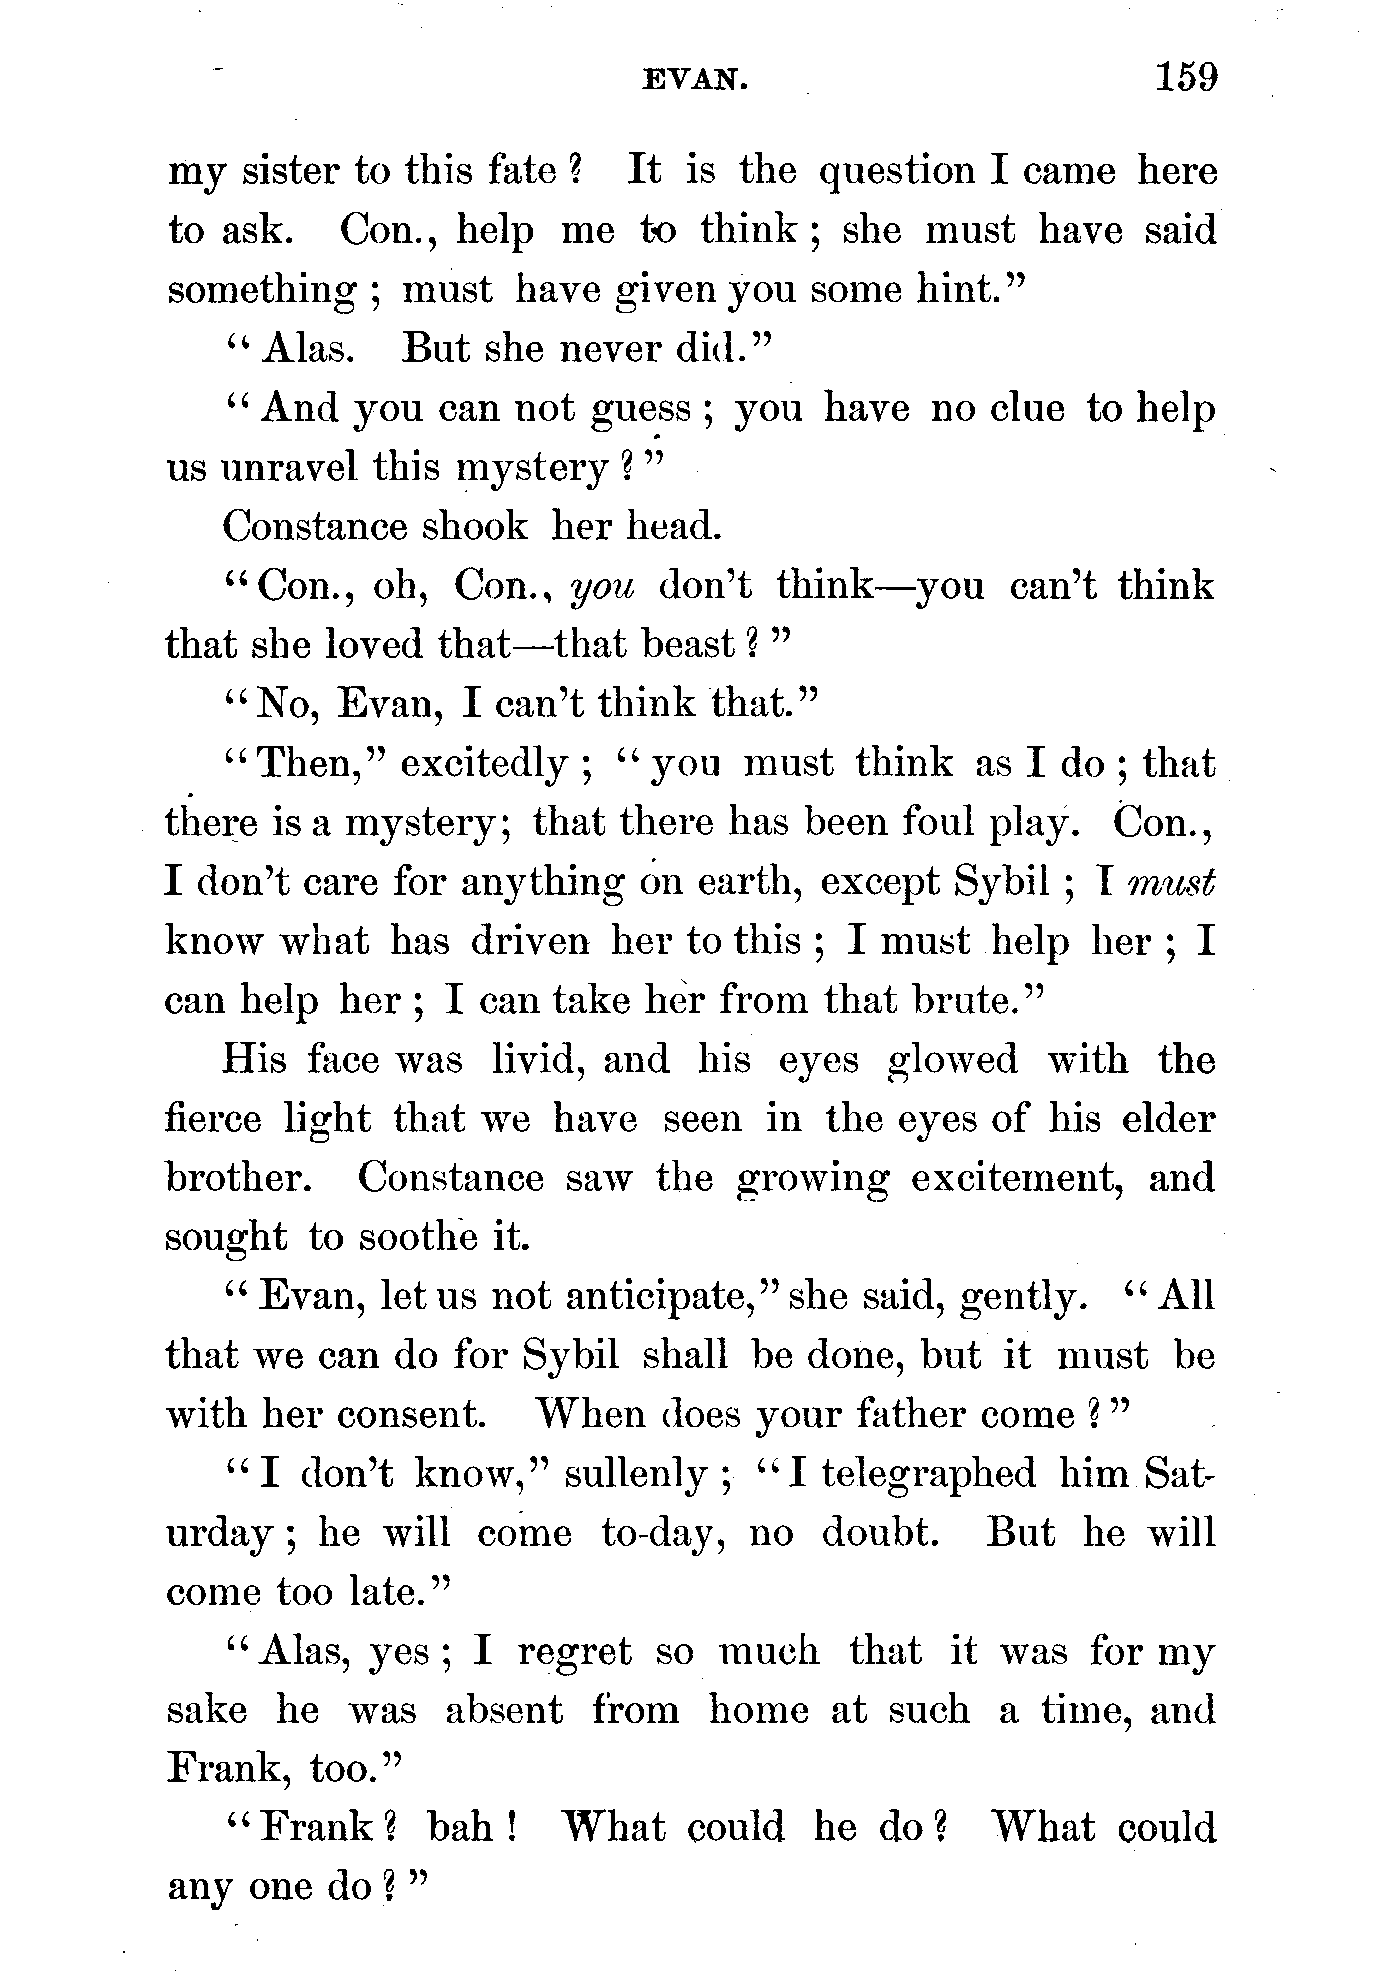 EVAN. 159
my sister to this fate? It is the question I came here
to ask. Con., help me to think; she must have said
something; must have given you some hint."
"Alas. But she never did."
"And you can not guess; you have no clue to help
us unravel this mystery?"
Constance shook her head.
"Con., oh, Con., you don't think—you can't think
that she loved that—that beast?"
"No, Evan, I can't think that."
"Then," excitedly; "you must think as I do; that
there is a mystery; that there has been foul play. Con.,
I don't care for anything on earth, except Sybil; I must
know what has driven her to this; I must help her; I
can help her; I can take her from that brute."
His face was livid, and his eyes glowed with the
fierce light that we have seen in the eyes of his elder
brother. Constance saw the growing excitement, and
sought to soothe it.
"Evan, let us not anticipate," she said, gently. "All
that we can do for Sybil shall be done, but it must be
with her consent. When does your father come?"
"I don't know," sullenly; "I telegraphed him Sat-
urday; he will come to-day, no doubt. But he will
come too late."
"Alas, yes; I regret so much that it was for my
sake he was absent from home at such a time, and
Frank, too."
"Frank? bah! What could he do? What could
any one do?"